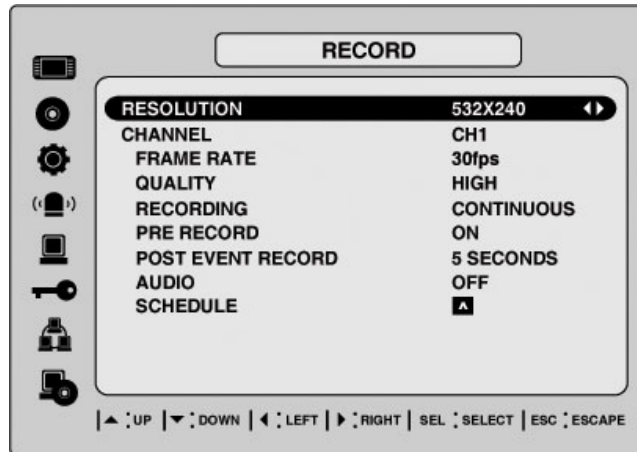 RECORD
RESOLUTION 532X240
CHANNEL CH1
FRAME RATE 30fps
QUALITY HIGH
RECORDING CONTINUOUS
PRE RECORD ON
POST EVENT RECORD 5 SECONDS
AUDIO OFF
SCHEDULE
▲ : UP | ▼ : DOWN | ◀ : LEFT | ▶ : RIGHT | SEL : SELECT | ESC : ESCAPE